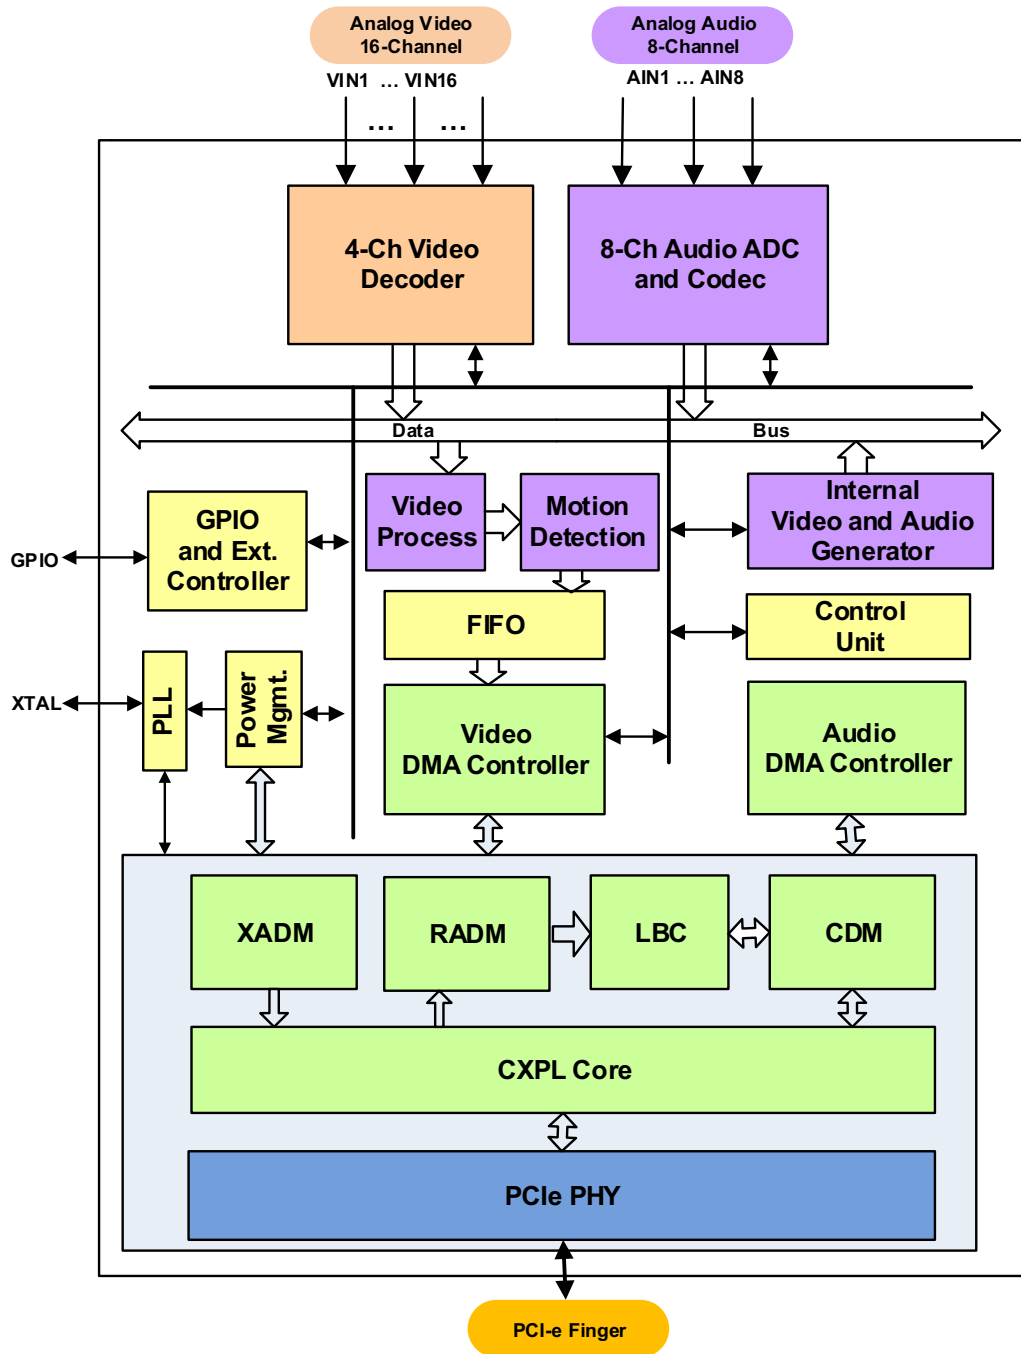 Analog Video
16-Channel
Analog Audio
8-Channel
VIN1 … VIN16
AIN1 … AIN8
… …
4-Ch Video
Decoder
8-Ch Audio ADC
and Codec
Data
Bus
GPIO
GPIO
and Ext.
Controller
Video
Process
Motion
Detection
Internal
Video and Audio
Generator
FIFO
Control
Unit
XTAL
PLL
Power
Mgmt.
Video
DMA Controller
Audio
DMA Controller
XADM
RADM
LBC
CDM
CXPL Core
PCIe PHY
PCI-e Finger